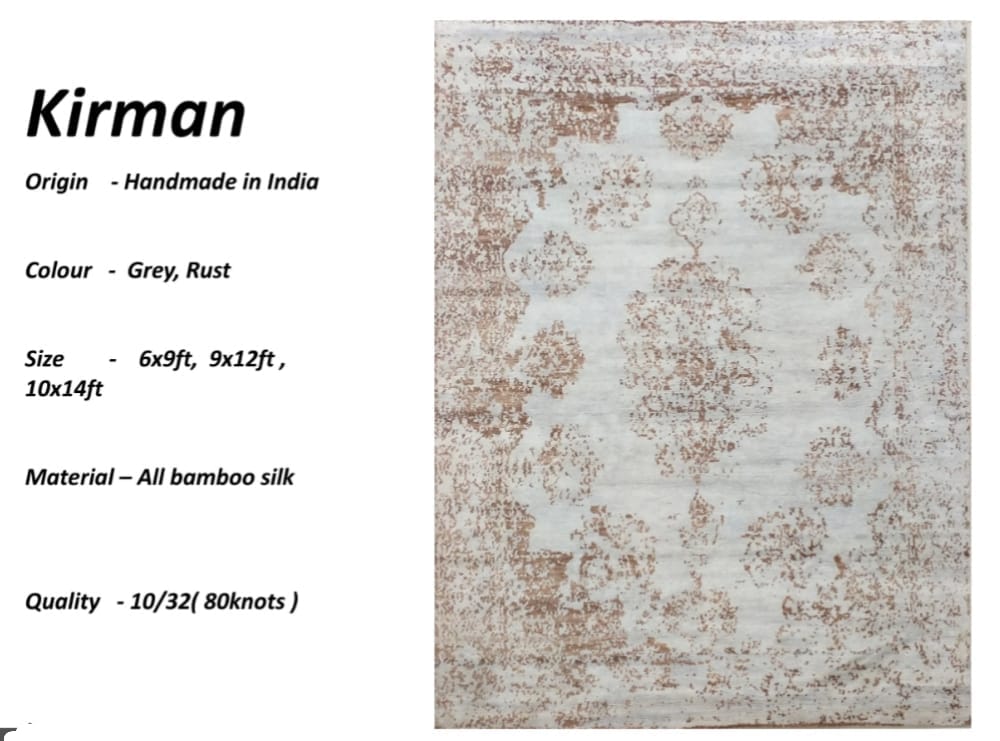 Kirman
Origin - Handmade in India
Colour - Grey, Rust
Size - 6x9ft, 9x12ft ,
10x14ft
Material – All bamboo silk
Quality - 10/32( 80knots )